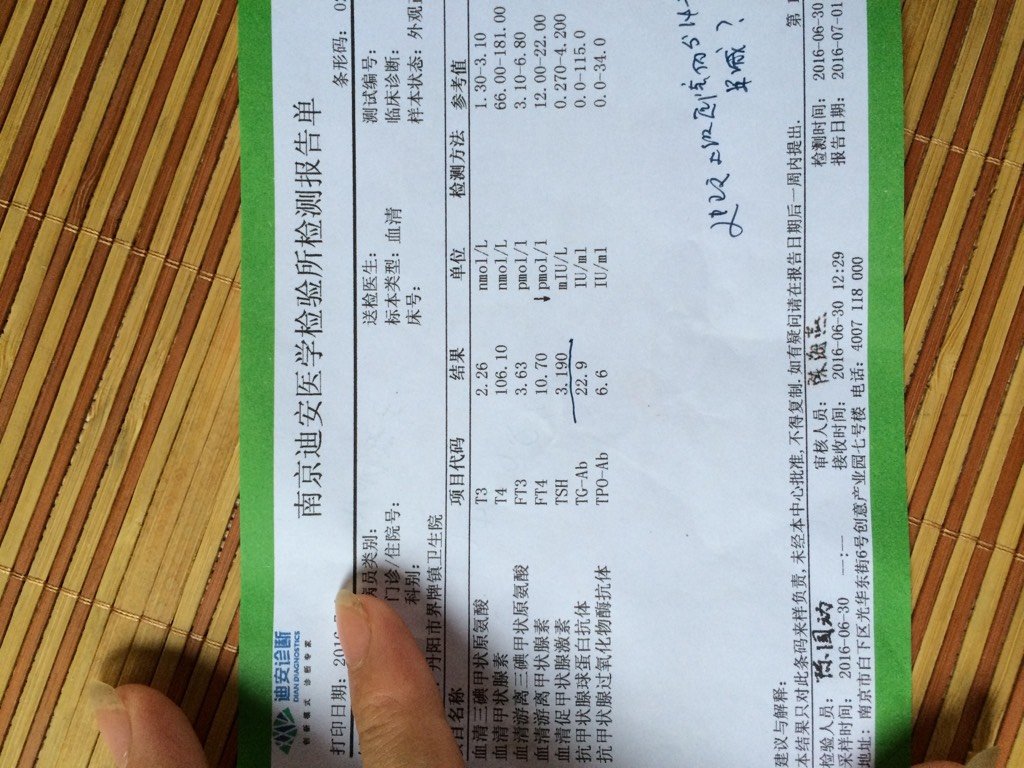 迪安诊断
DIAN DIAGNOSTICS
创新模式 诊断专家
南京迪安医学检验所检测报告单
条形码: 0
打印日期: 201
病员类别: 送检医生: 测试编号:
门诊/住院号: 标本类型: 血清 临床诊断:
科别: 床号: 样本状态: 外观
丹阳市界牌镇卫生院
项目名称 项目代码 结果 单位 检测方法 参考值
血清三碘甲状原氨酸 T3 2.26 nmol/L 1.30-3.10
血清甲状腺素 T4 106.10 nmol/L 66.00-181.00
血清游离三碘甲状原氨酸 FT3 3.63 pmol/l 3.10-6.80
血清游离甲状腺素 FT4 10.70 ↓ pmol/l 12.00-22.00
血清促甲状腺激素 TSH 3.190 mIU/L 0.270-4.200
抗甲状腺球蛋白抗体 TG-Ab 22.9 IU/ml 0.0-115.0
抗甲状腺过氧化物酶抗体 TPO-Ab 6.6 IU/ml 0.0-34.0
建议与解释:
本结果只对此条码来样负责,未经本中心批准,不得复制. 如有疑问请在报告日期后一周内提出. 第
检验人员: 审核人员: 检测时间: 2016-06-30
采样时间: 2016-06-30 --:-- 接收时间: 2016-06-30 12:29 报告日期: 2016-07-01
地址: 南京市白下区光华东街6号创意产业园七号楼 电话: 4007 118 000